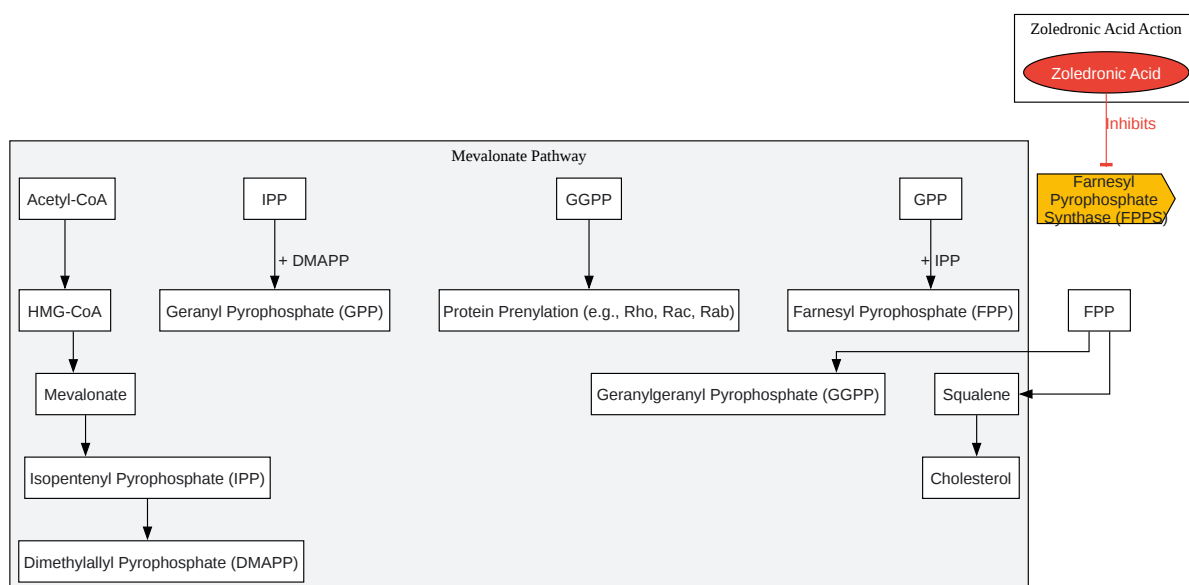 Zoledronic Acid Action
Zoledronic Acid
Inhibits
Mevalonate Pathway
Acetyl-CoA
IPP
GGPP
GPP
Farnesyl
Pyrophosphate
Synthase (FPPS)
+ DMAPP
+ IPP
HMG-CoA
Geranyl Pyrophosphate (GPP)
Protein Prenylation (e.g., Rho, Rac, Rab)
Farnesyl Pyrophosphate (FPP)
FPP
Mevalonate
Geranylgeranyl Pyrophosphate (GGPP)
Squalene
Isopentenyl Pyrophosphate (IPP)
Cholesterol
Dimethylallyl Pyrophosphate (DMAPP)